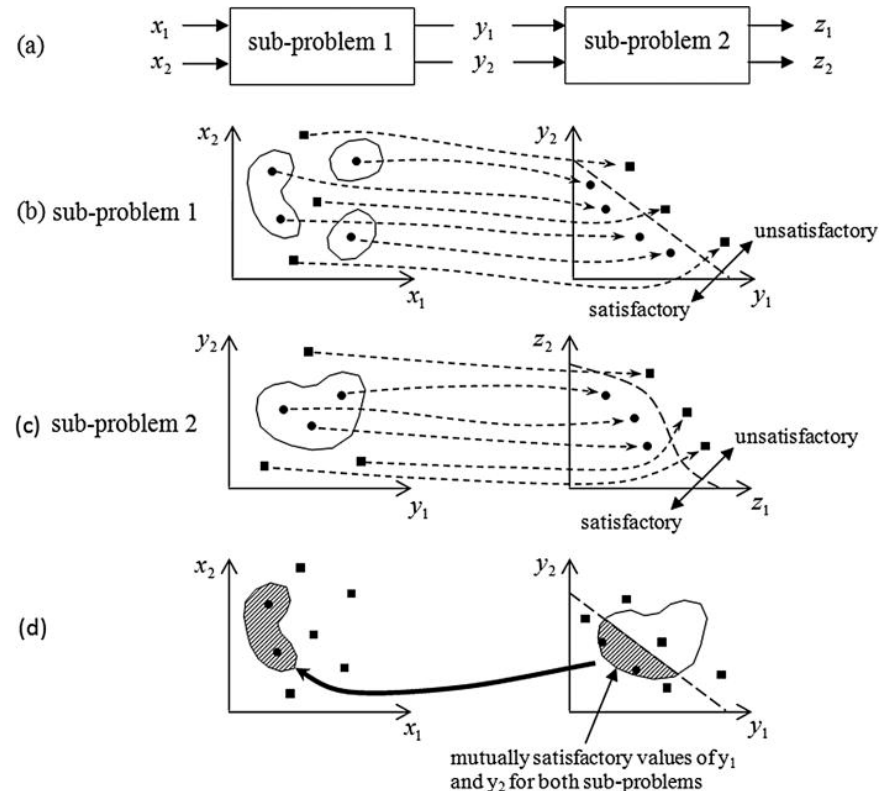 (a)
x1
x2
sub-problem 1
y1
y2
sub-problem 2
z1
z2
(b) sub-problem 1
x2
x1
y2
unsatisfactory
satisfactory
y1
(c) sub-problem 2
y2
y1
z2
unsatisfactory
satisfactory
z1
(d)
x2
x1
y2
y1
mutually satisfactory values of y1
and y2 for both sub-problems